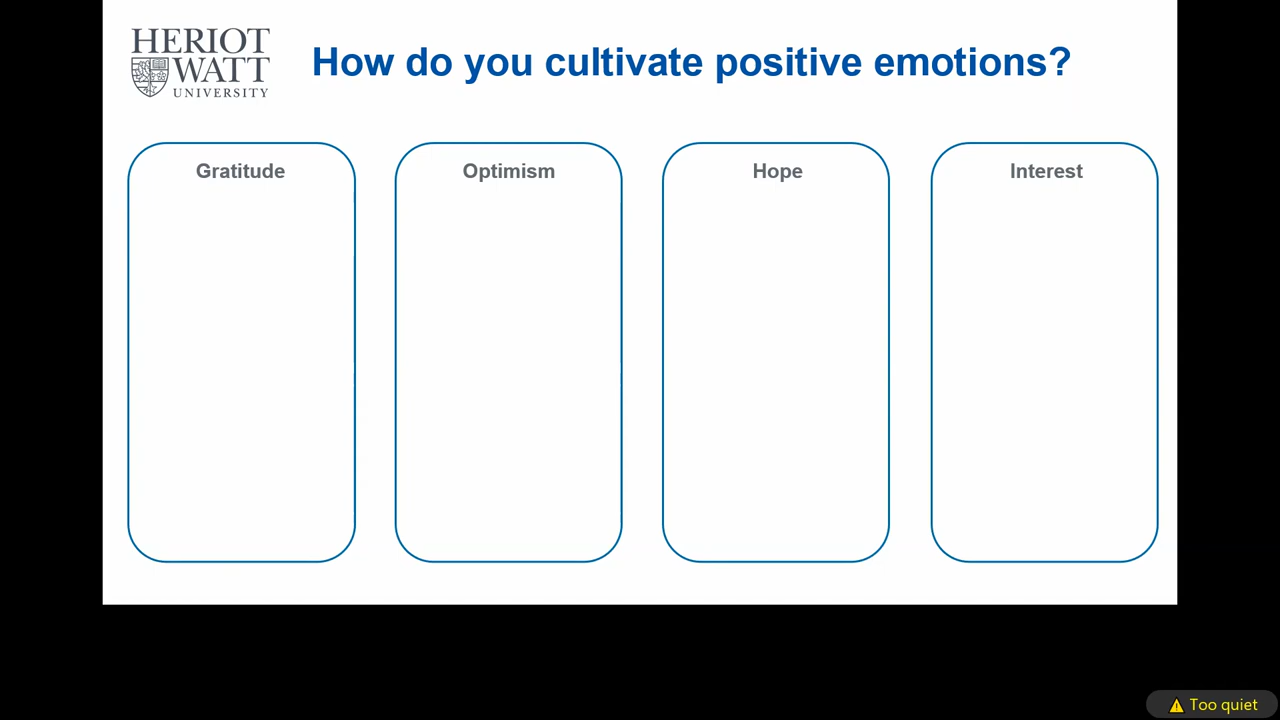 HERIOT
WATT
UNIVERSITY
How do you cultivate positive emotions?
Gratitude
Optimism
Hope
Interest
Too quiet